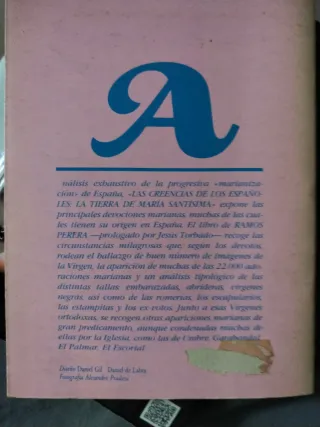 A
nálisis exhaustivo de la progresiva «marianiza-
ción» de España, «LAS CREENCIAS DE LOS ESPAÑO-
LES: LA TIERRA DE MARÍA SANTÍSIMA» expone las
principales devociones marianas, muchas de las cua-
les tienen su origen en España. El libro de RAMOS
PERERA —prologado por Jesús Torbado— recoge las
circunstancias milagrosas que, según los devotos,
rodean el hallazgo de buen número de imágenes de
la Virgen, la aparición de muchas de las 22.000 advo-
caciones marianas y un análisis tipológico de las
distintas tallas embarazadas, abrideras, vírgenes
negras, así como de las romerías, los escapularios,
las estampitas y los ex-votos. Junto a esas Vírgenes
ortodoxas, se recogen otras apariciones marianas de
gran predicamento, aunque condenadas muchas de
ellas por la Iglesia, como las de Umbe, Garabandal,
El Palmar, El Escorial.
Diseño Daniel Gil
Fotografía Alexandre Pradera